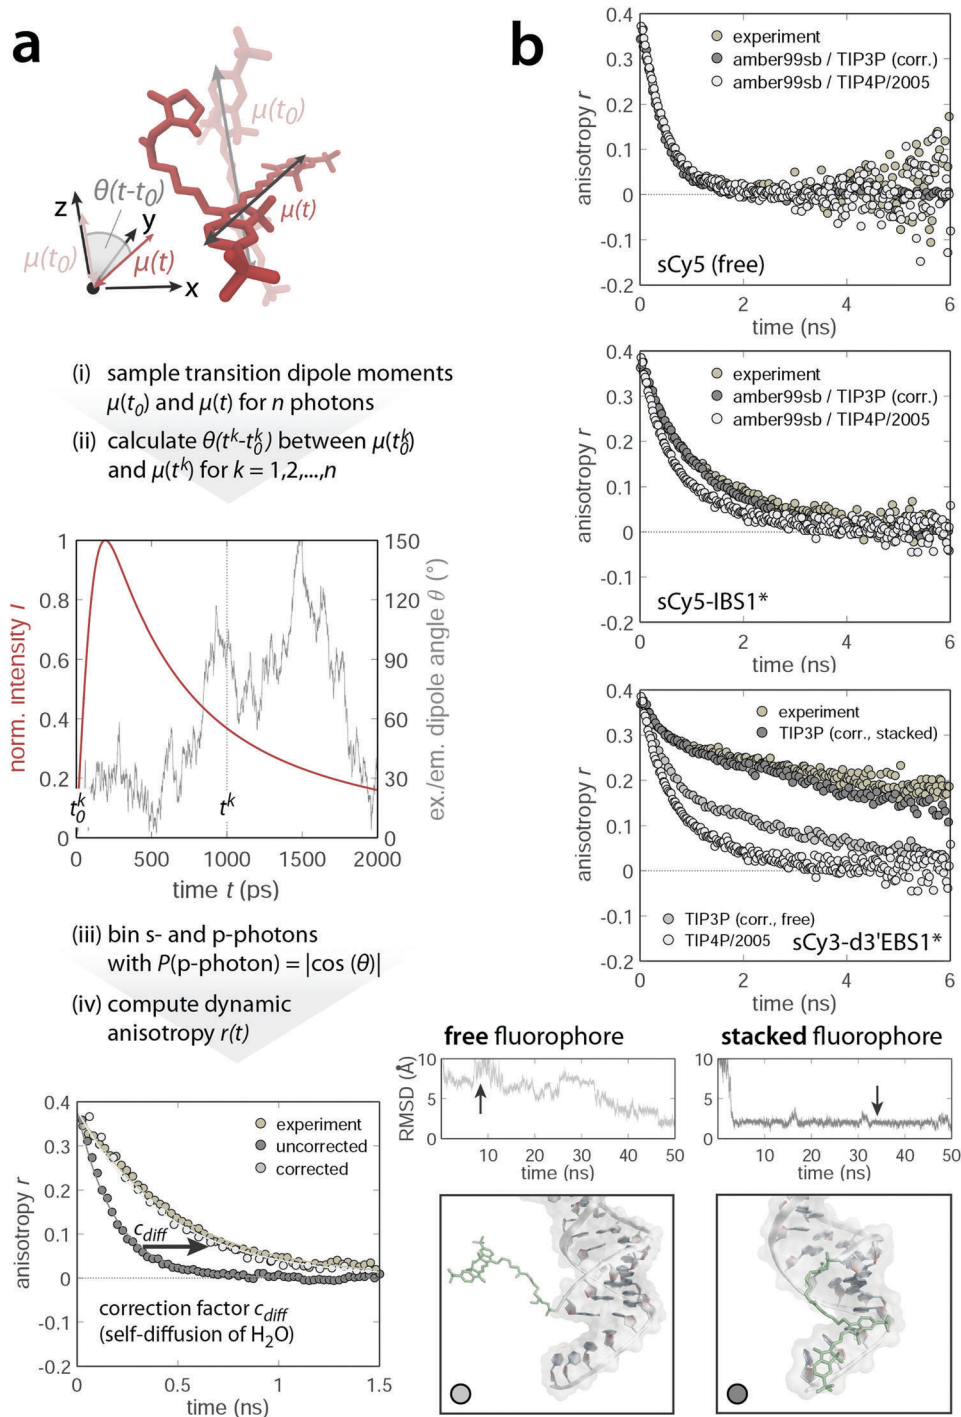 a
μ(t0)
θ(t-t0)
z
y
μ(t)
μ(t0)
μ(t)
x
(i) sample transition dipole moments
μ(t0) and μ(t) for n photons
(ii) calculate θ(t^k-t0^k) between μ(t0^k)
and μ(t^k) for k = 1,2,...,n
norm. intensity I
1
0.8
0.6
0.4
0.2
0
150
120
90
60
30
0
ex./em. dipole angle θ (°)
t0^k
t^k
0 500 1000 1500 2000
time t (ps)
(iii) bin s- and p-photons
with P(p-photon) = |cos (θ)|
(iv) compute dynamic
anisotropy r(t)
anisotropy r
0.4
0.3
0.2
0.1
0
-0.2
experiment
uncorrected
corrected
c_diff
correction factor c_diff
(self-diffusion of H2O)
0 0.5 1 1.5
time (ns)
b
anisotropy r
0.4
0.3
0.2
0.1
0
-0.1
-0.2
experiment
amber99sb / TIP3P (corr.)
amber99sb / TIP4P/2005
sCy5 (free)
0 2 4 6
time (ns)
anisotropy r
0.4
0.3
0.2
0.1
0
-0.1
-0.2
experiment
amber99sb / TIP3P (corr.)
amber99sb / TIP4P/2005
sCy5-IBS1*
0 2 4 6
time (ns)
anisotropy r
0.4
0.3
0.2
0.1
0
-0.1
-0.2
experiment
TIP3P (corr., stacked)
TIP3P (corr., free)
TIP4P/2005
sCy3-d3'EBS1*
0 2 4 6
time (ns)
free fluorophore
RMSD (Å)
10
5
0
10 20 30 40 50
time (ns)
stacked fluorophore
10
5
0
10 20 30 40 50
time (ns)